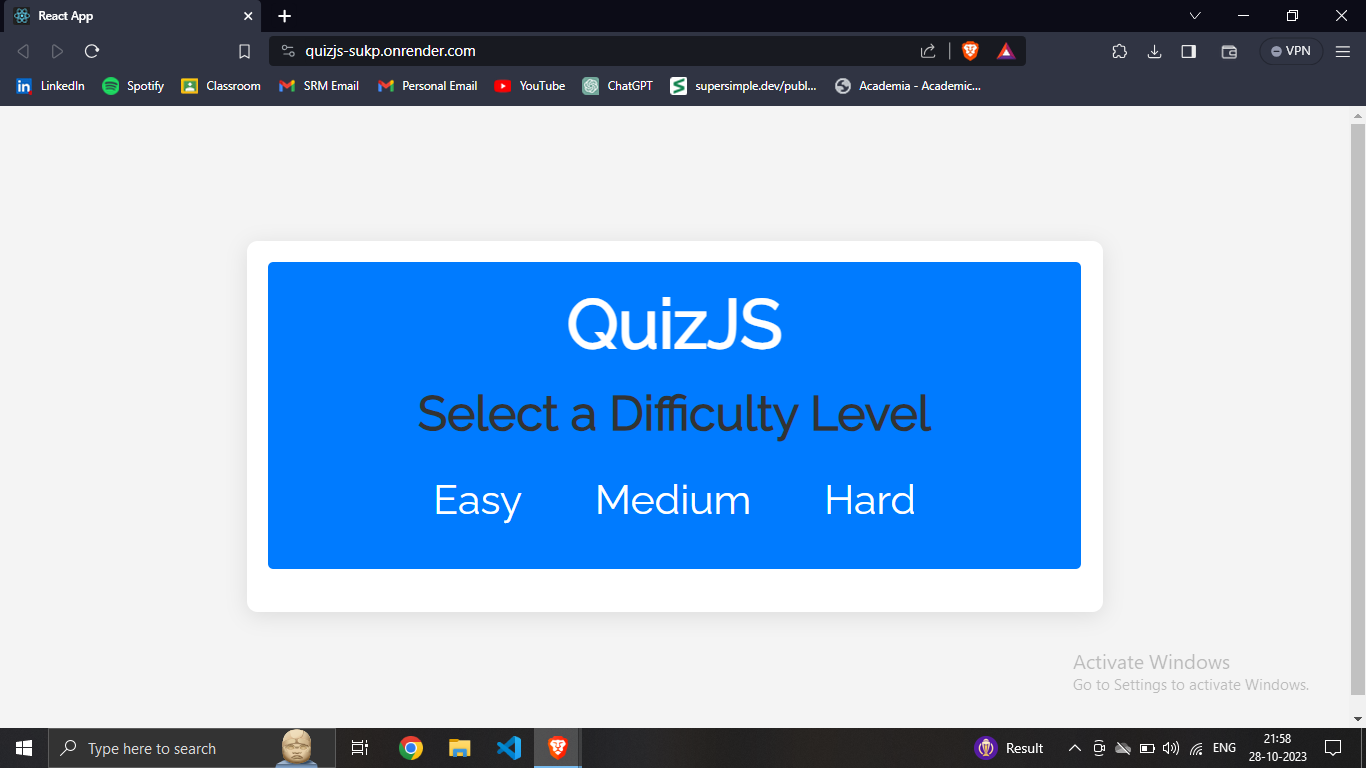 React App
quizjs-sukp.onrender.com
VPN
LinkedIn Spotify Classroom SRM Email Personal Email YouTube ChatGPT supersimple.dev/publ... Academia - Academic...
QuizJS
Select a Difficulty Level
Easy Medium Hard
Activate Windows
Go to Settings to activate Windows.
Type here to search Result ENG 21:58
28-10-2023